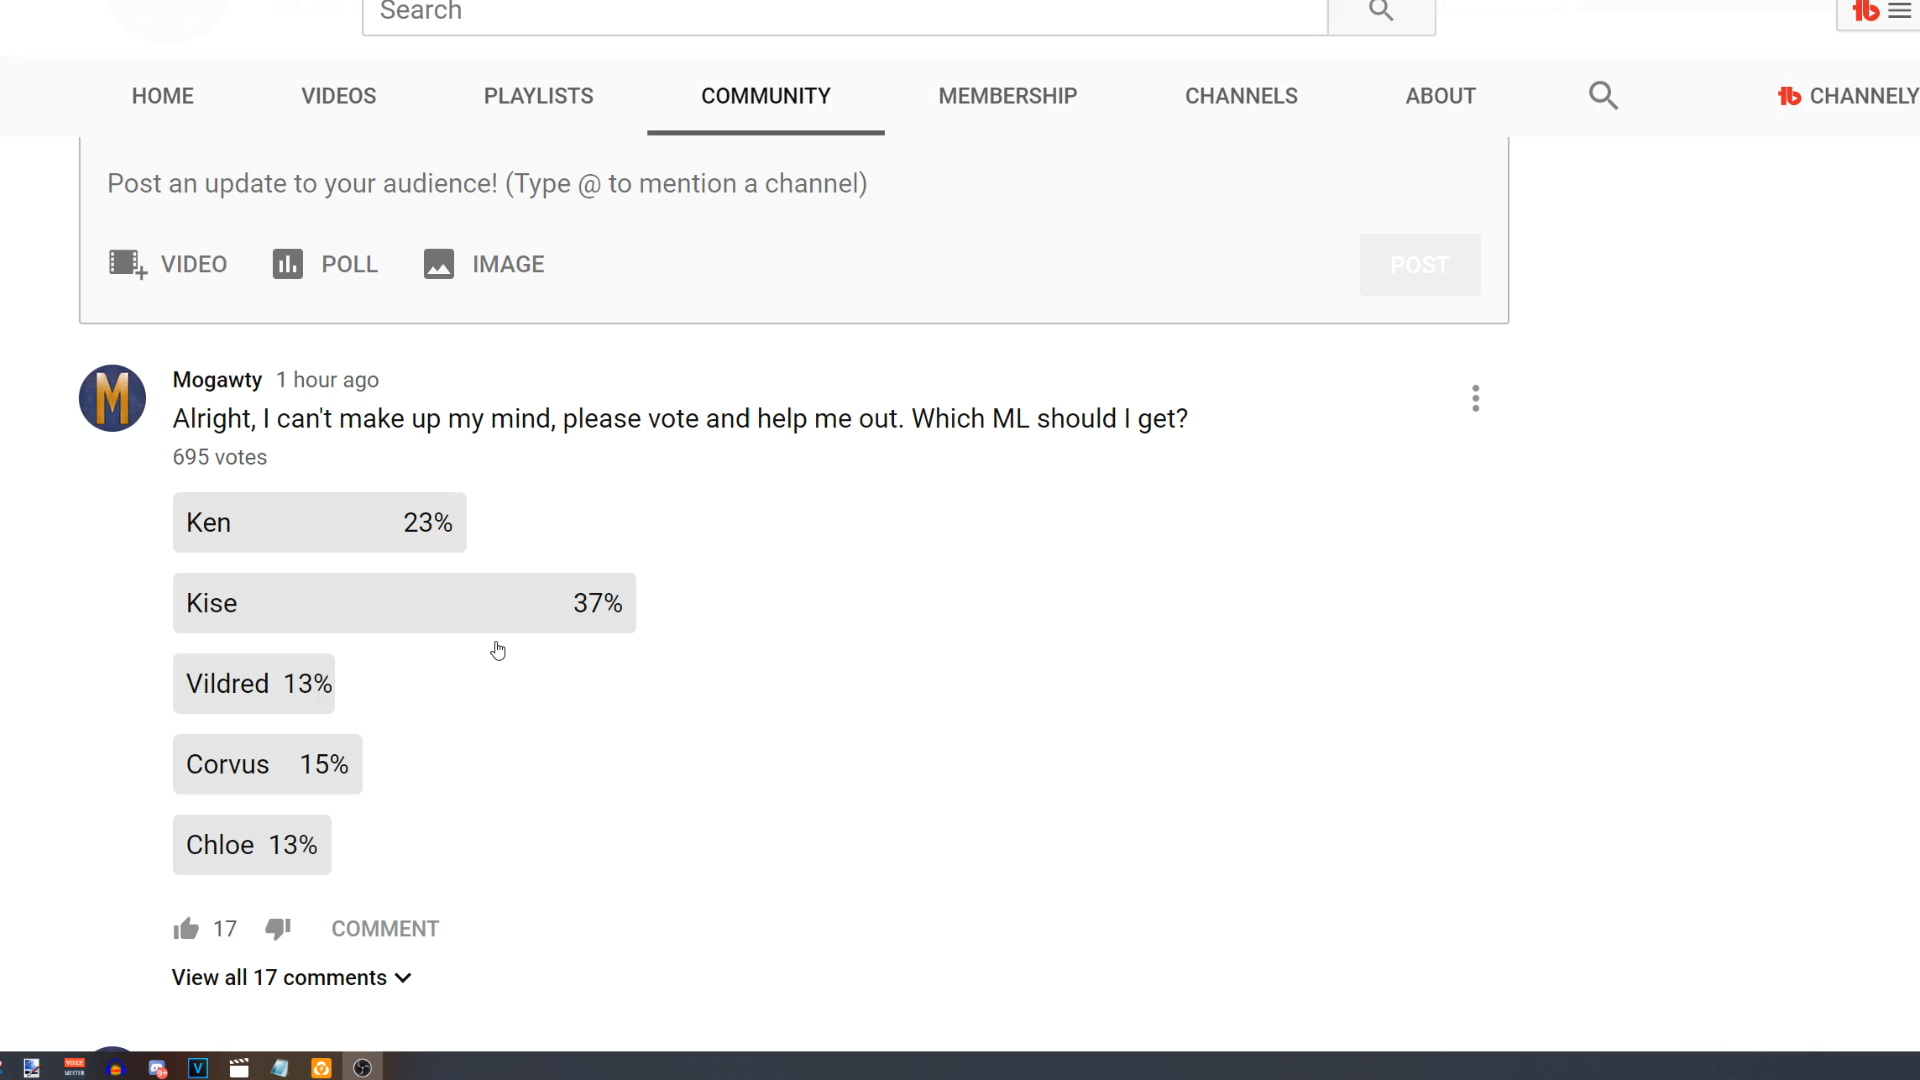 Search
HOME VIDEOS PLAYLISTS COMMUNITY MEMBERSHIP CHANNELS ABOUT CHANNELY
Post an update to your audience! (Type @ to mention a channel)
VIDEO POLL IMAGE POST
Mogawty 1 hour ago
Alright, I can't make up my mind, please vote and help me out. Which ML should I get?
695 votes
Ken 23%
Kise 37%
Vildred 13%
Corvus 15%
Chloe 13%
17 COMMENT
View all 17 comments